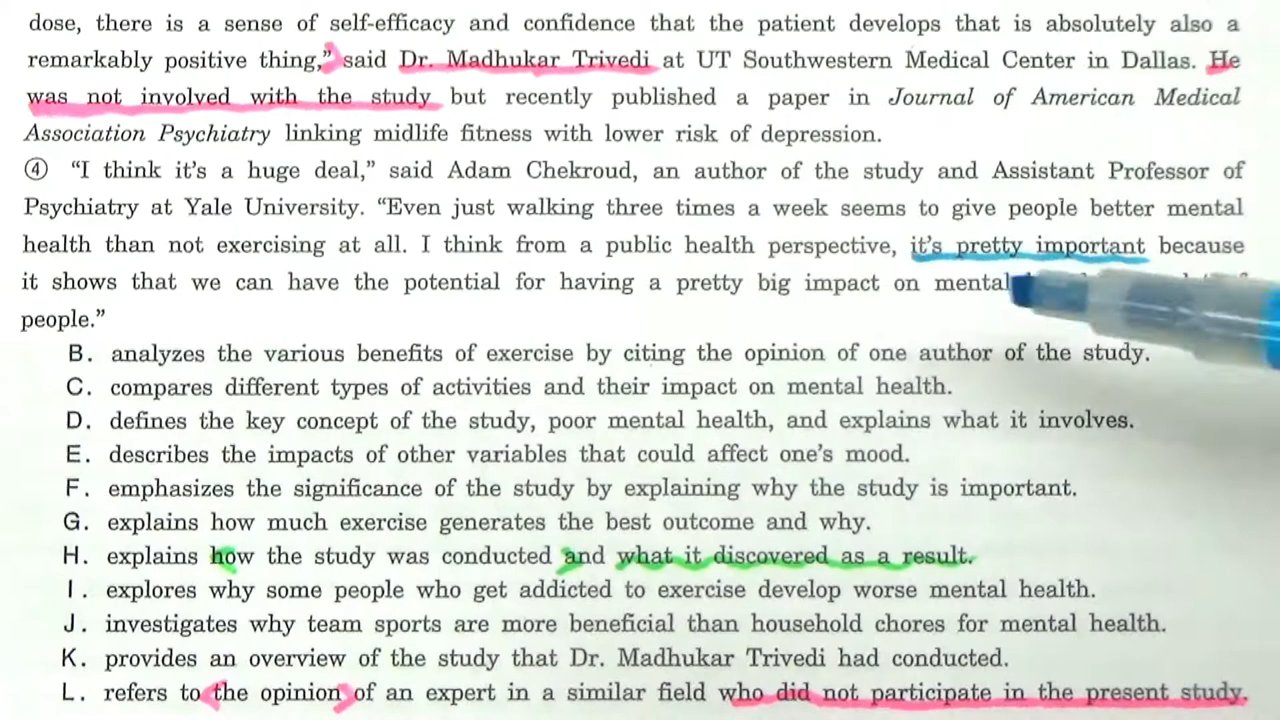 dose, there is a sense of self-efficacy and confidence that the patient develops that is absolutely also a
remarkably positive thing,” said Dr. Madhukar Trivedi at UT Southwestern Medical Center in Dallas. He
was not involved with the study but recently published a paper in Journal of American Medical
Association Psychiatry linking midlife fitness with lower risk of depression.
④ “I think it’s a huge deal,” said Adam Chekroud, an author of the study and Assistant Professor of
Psychiatry at Yale University. “Even just walking three times a week seems to give people better mental
health than not exercising at all. I think from a public health perspective, it’s pretty important because
it shows that we can have the potential for having a pretty big impact on mental
people.”
B. analyzes the various benefits of exercise by citing the opinion of one author of the study.
C. compares different types of activities and their impact on mental health.
D. defines the key concept of the study, poor mental health, and explains what it involves.
E. describes the impacts of other variables that could affect one’s mood.
F. emphasizes the significance of the study by explaining why the study is important.
G. explains how much exercise generates the best outcome and why.
H. explains how the study was conducted and what it discovered as a result.
I. explores why some people who get addicted to exercise develop worse mental health.
J. investigates why team sports are more beneficial than household chores for mental health.
K. provides an overview of the study that Dr. Madhukar Trivedi had conducted.
L. refers to the opinion of an expert in a similar field who did not participate in the present study.